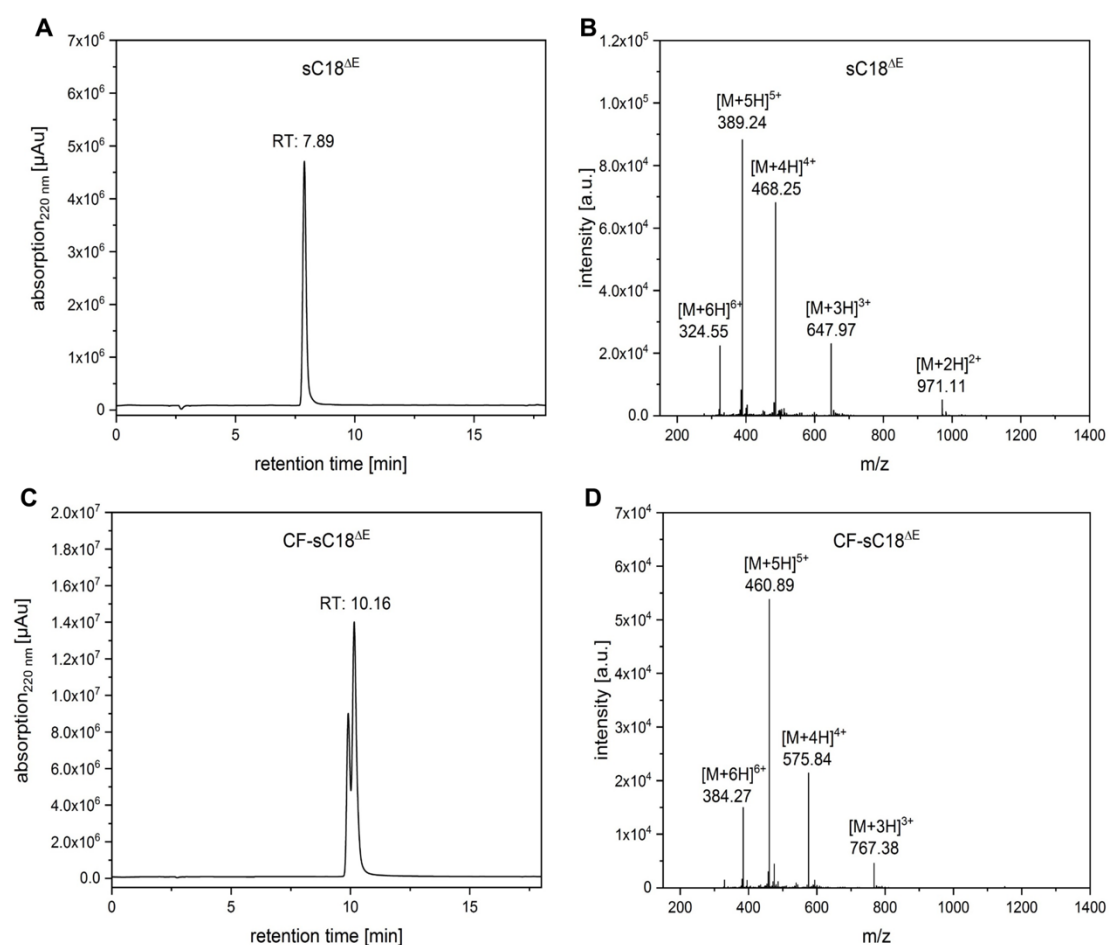 A
sC18ΔE
RT: 7.89
7x10⁶
6x10⁶
5x10⁶
4x10⁶
3x10⁶
2x10⁶
1x10⁶
0
absorption₂₂₀ ₙₘ [µAu]
0 5 10 15
retention time [min]
B
sC18ΔE
[M+5H]⁵⁺
389.24
[M+4H]⁴⁺
468.25
[M+6H]⁶⁺
324.55
[M+3H]³⁺
647.97
[M+2H]²⁺
971.11
1.2x10⁵
1.0x10⁵
8.0x10⁴
6.0x10⁴
4.0x10⁴
2.0x10⁴
0.0
intensity [a.u.]
200 400 600 800 1000 1200 1400
m/z
C
CF-sC18ΔE
RT: 10.16
2.0x10⁷
1.8x10⁷
1.6x10⁷
1.4x10⁷
1.2x10⁷
1.0x10⁷
8.0x10⁶
6.0x10⁶
4.0x10⁶
2.0x10⁶
0.0
absorption₂₂₀ ₙₘ [µAu]
0 5 10 15
retention time [min]
D
CF-sC18ΔE
[M+5H]⁵⁺
460.89
[M+4H]⁴⁺
575.84
[M+6H]⁶⁺
384.27
[M+3H]³⁺
767.38
7x10⁴
6x10⁴
5x10⁴
4x10⁴
3x10⁴
2x10⁴
1x10⁴
0
intensity [a.u.]
200 400 600 800 1000 1200 1400
m/z